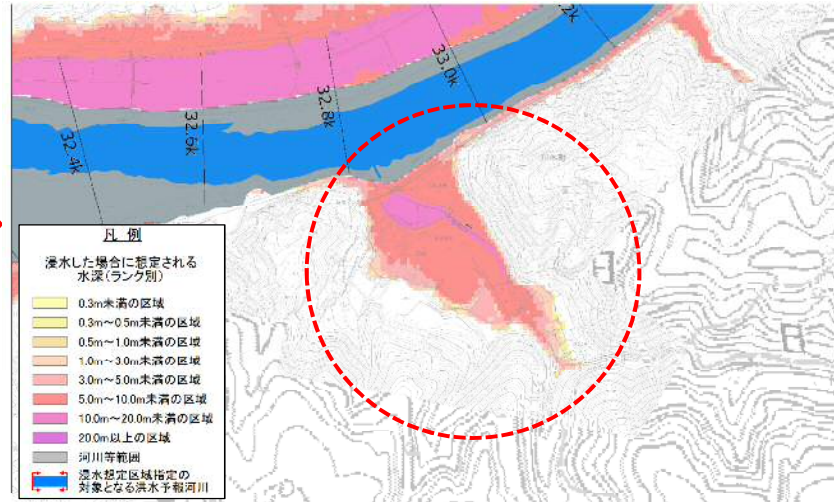 32.4k
32.6k
32.8k
33.0k
凡 例
浸水した場合に想定される
水深(ランク別)
0.3m未満の区域
0.3m～0.5m未満の区域
0.5m～1.0m未満の区域
1.0m～3.0m未満の区域
3.0m～5.0m未満の区域
5.0m～10.0m未満の区域
10.0m～20.0m未満の区域
20.0m以上の区域
河川等範囲
浸水想定区域指定の
対象となる洪水予報河川